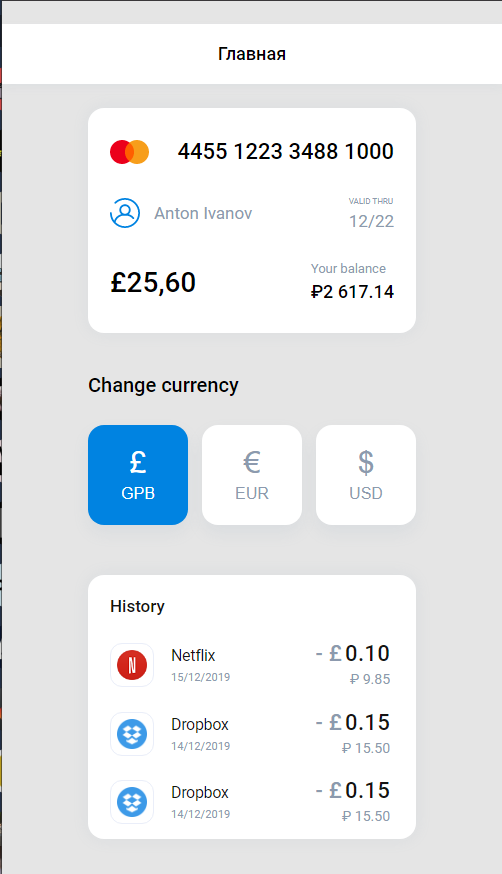 Главная
4455 1223 3488 1000
Anton Ivanov
VALID THRU
12/22
£25,60
Your balance
₽2 617.14
Change currency
£
GPB
€
EUR
$
USD
History
Netflix
15/12/2019
- £0.10
₽ 9.85
Dropbox
14/12/2019
- £0.15
₽ 15.50
Dropbox
14/12/2019
- £0.15
₽ 15.50